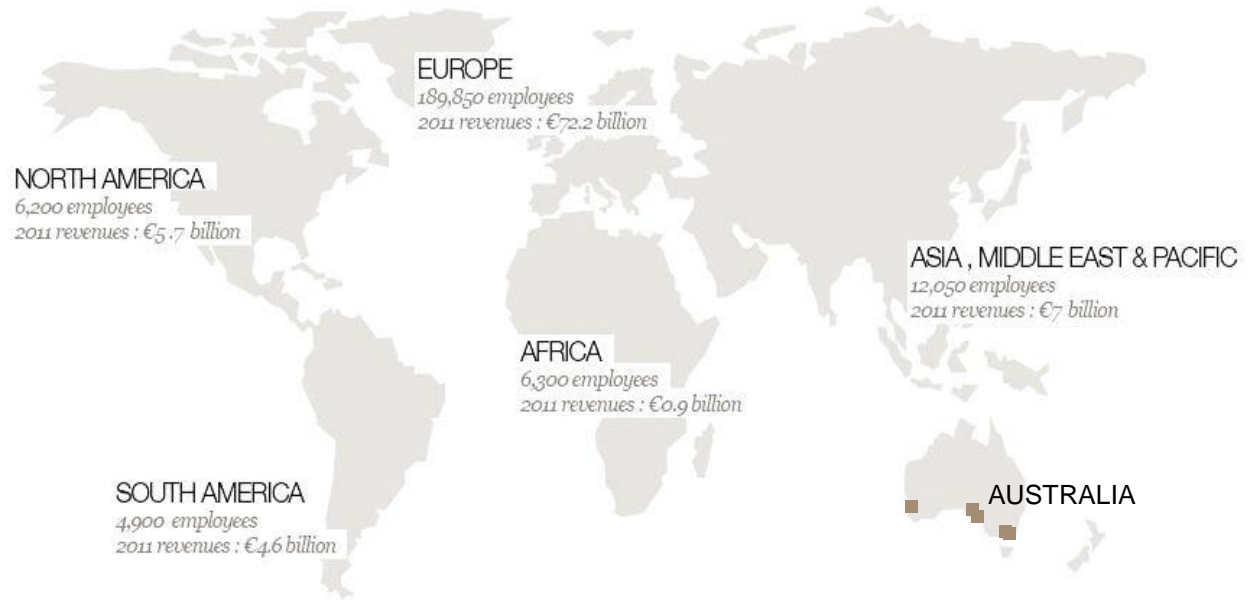 EUROPE
189,850 employees
2011 revenues : €72.2 billion
NORTH AMERICA
6,200 employees
2011 revenues : €5 .7 billion
ASIA , MIDDLE EAST & PACIFIC
12,050 employees
2011 revenues : €7 billion
AFRICA
6,300 employees
2011 revenues : €0.9 billion
SOUTH AMERICA
4,900 employees
2011 revenues : €4.6 billion
AUSTRALIA